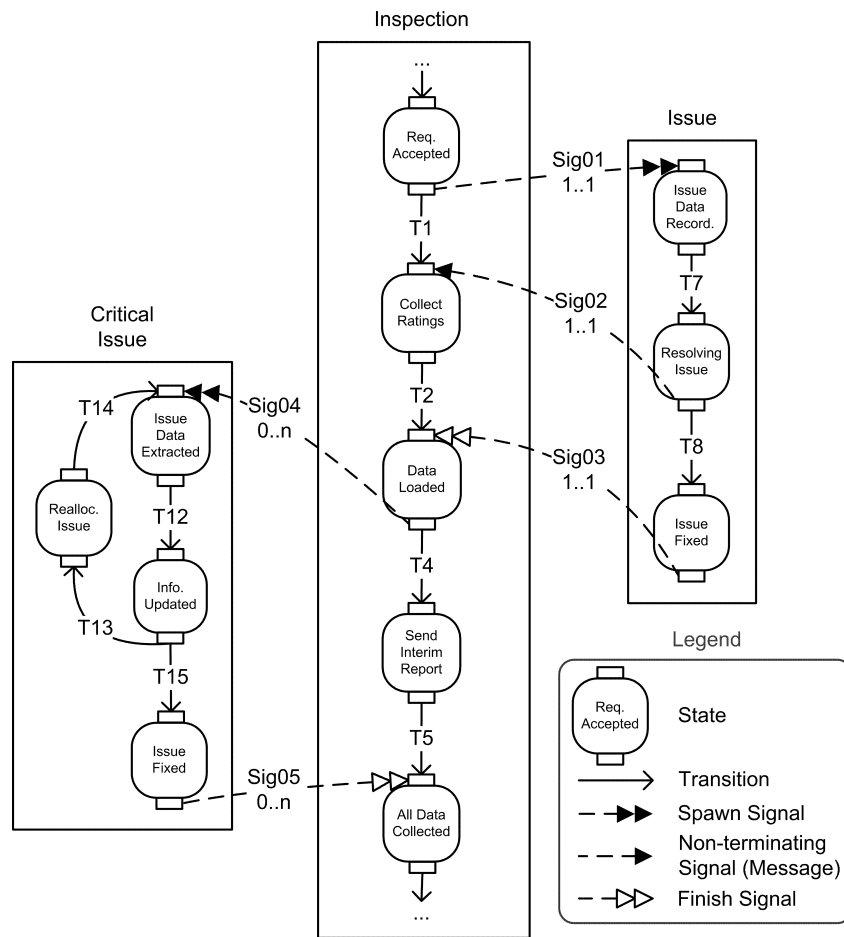 Inspection
...
Req.
Accepted
T1
Collect
Ratings
T2
Data
Loaded
T4
Send
Interim
Report
T5
All Data
Collected
...
Issue
Sig01
1..1
Issue
Data
Record.
T7
Sig02
1..1
Resolving
Issue
T8
Sig03
1..1
Issue
Fixed
Critical
Issue
T14
Issue
Data
Extracted
Sig04
0..n
Realloc.
Issue
T12
Info.
Updated
T13
T15
Issue
Fixed
Sig05
0..n
Legend
Req.
Accepted
State
Transition
Spawn Signal
Non-terminating
Signal (Message)
Finish Signal